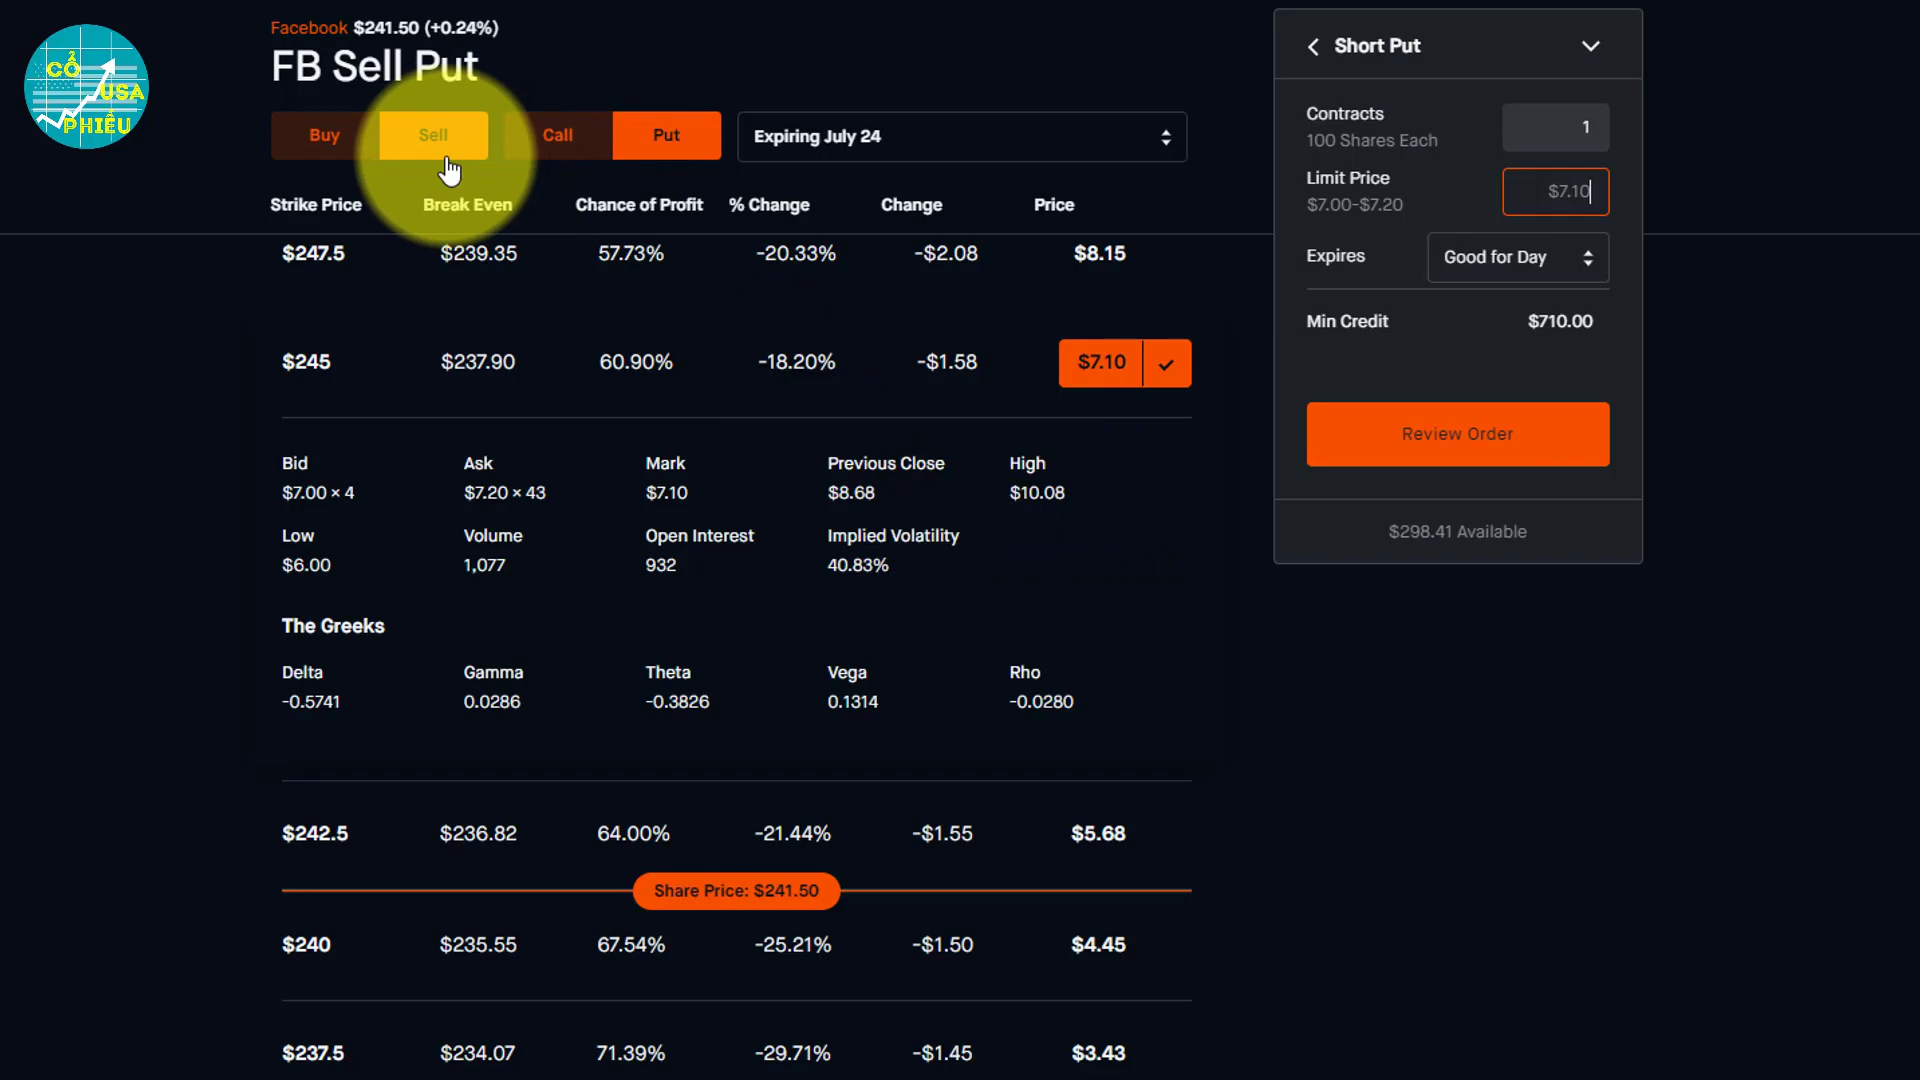 CỔ
USA
PHIẾU
Facebook $241.50 (+0.24%)
FB Sell Put
Buy Sell Call Put Expiring July 24
Strike Price Break Even Chance of Profit % Change Change Price
$247.5 $239.35 57.73% -20.33% -$2.08 $8.15
$245 $237.90 60.90% -18.20% -$1.58 $7.10
Bid Ask Mark Previous Close High
$7.00 × 4 $7.20 × 43 $7.10 $8.68 $10.08
Low Volume Open Interest Implied Volatility
$6.00 1,077 932 40.83%
The Greeks
Delta Gamma Theta Vega Rho
-0.5741 0.0286 -0.3826 0.1314 -0.0280
$242.5 $236.82 64.00% -21.44% -$1.55 $5.68
Share Price: $241.50
$240 $235.55 67.54% -25.21% -$1.50 $4.45
$237.5 $234.07 71.39% -29.71% -$1.45 $3.43
Short Put
Contracts 1
100 Shares Each
Limit Price $7.10
$7.00-$7.20
Expires Good for Day
Min Credit $710.00
Review Order
$298.41 Available